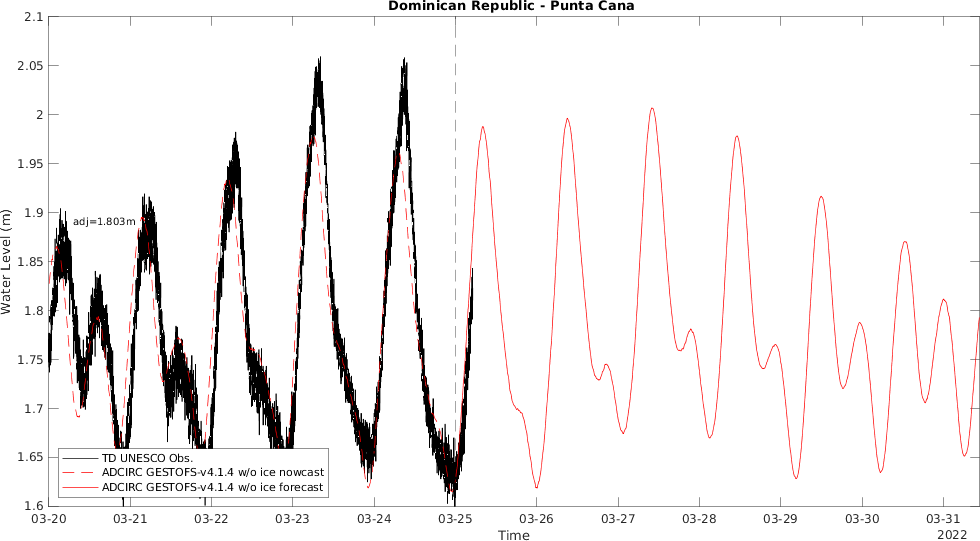 Dominican Republic - Punta Cana
2.1
2.05
2
1.95
1.9
1.85
1.8
1.75
1.7
1.65
1.6
Water Level (m)
adj=1.803m
TD UNESCO Obs.
ADCIRC GESTOFS-v4.1.4 w/o ice nowcast
ADCIRC GESTOFS-v4.1.4 w/o ice forecast
03-20 03-21 03-22 03-23 03-24 03-25 03-26 03-27 03-28 03-29 03-30 03-31
Time
2022